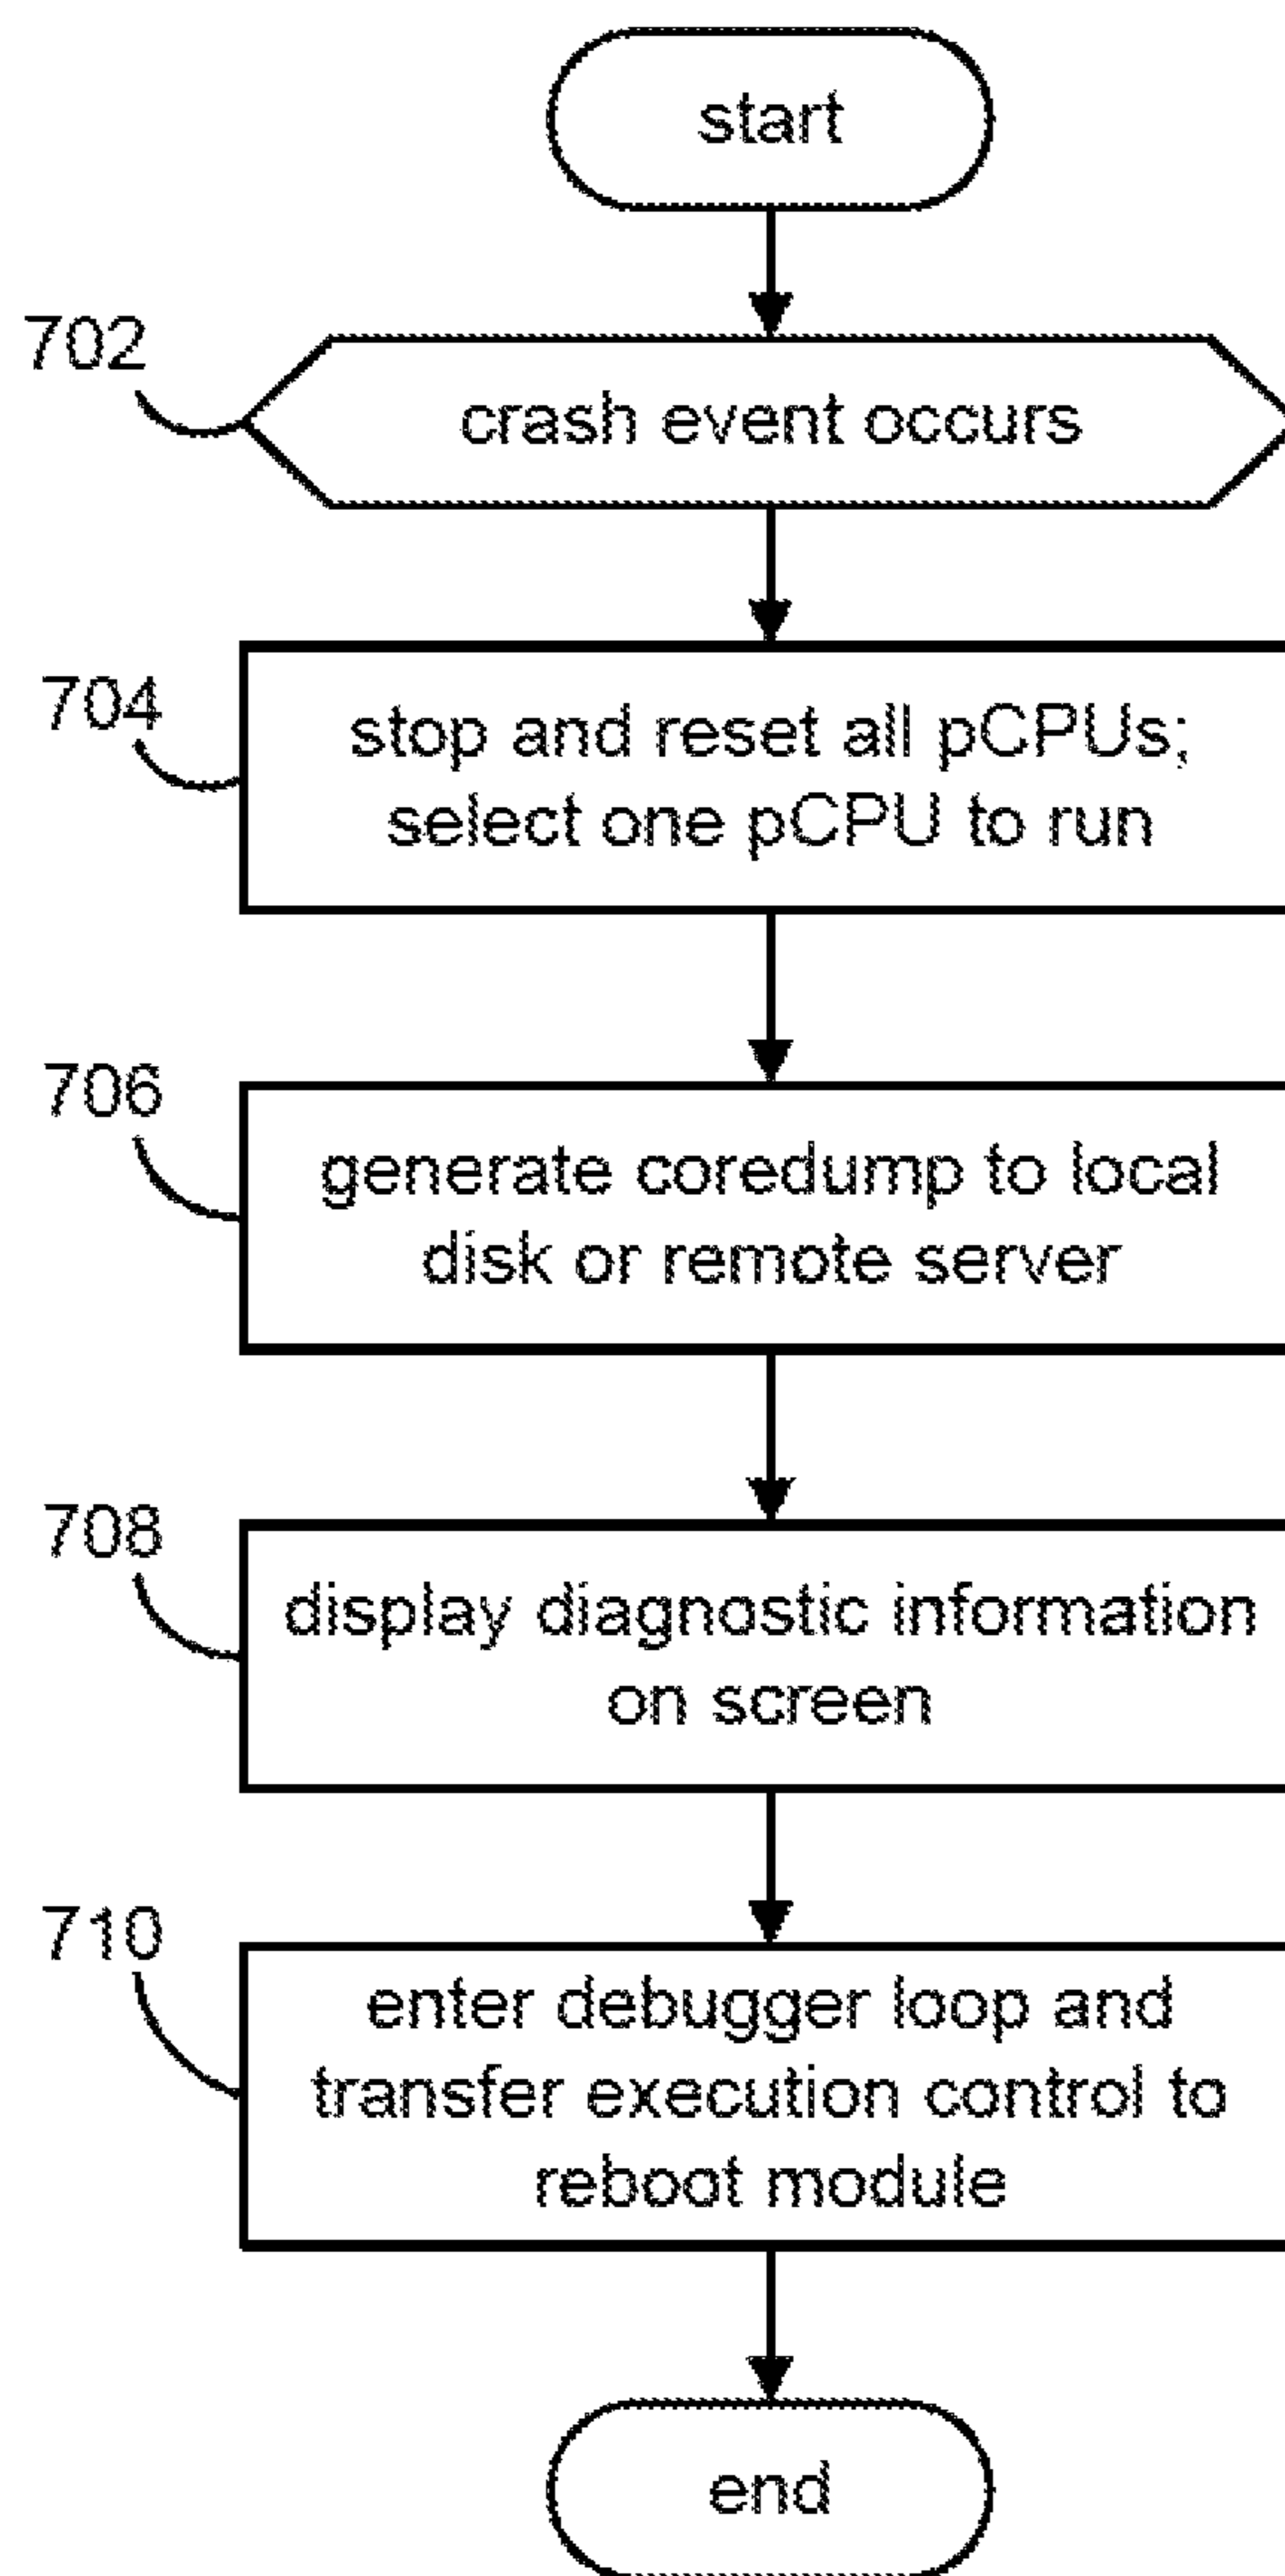 start
702
crash event occurs
704
stop and reset all pCPUs;
select one pCPU to run
706
generate coredump to local
disk or remote server
708
display diagnostic information
on screen
710
enter debugger loop and
transfer execution control to
reboot module
end